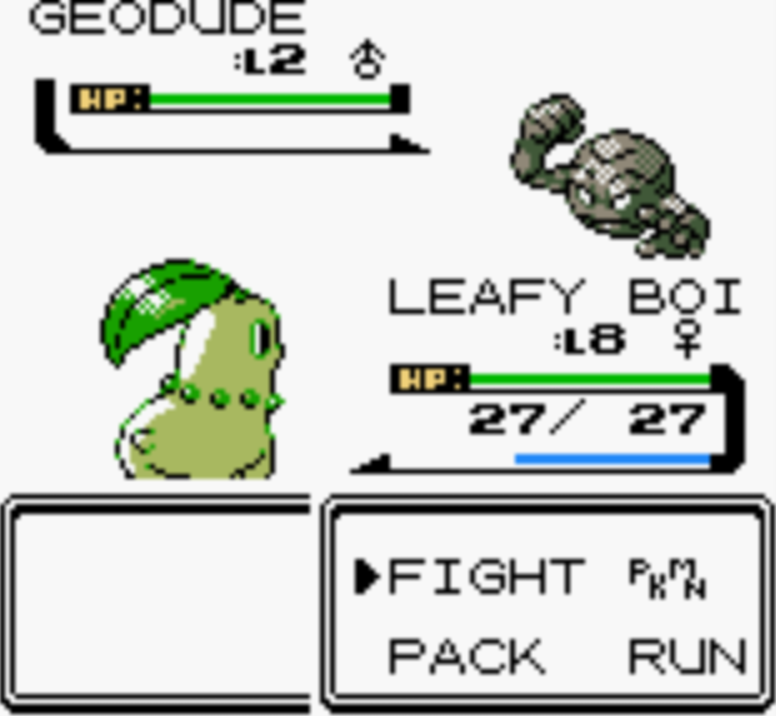 GEODUDE
:L2 ♂
HP:
LEAFY BOI
:L8 ♀
HP:
27/ 27
▶FIGHT PKMN
PACK RUN